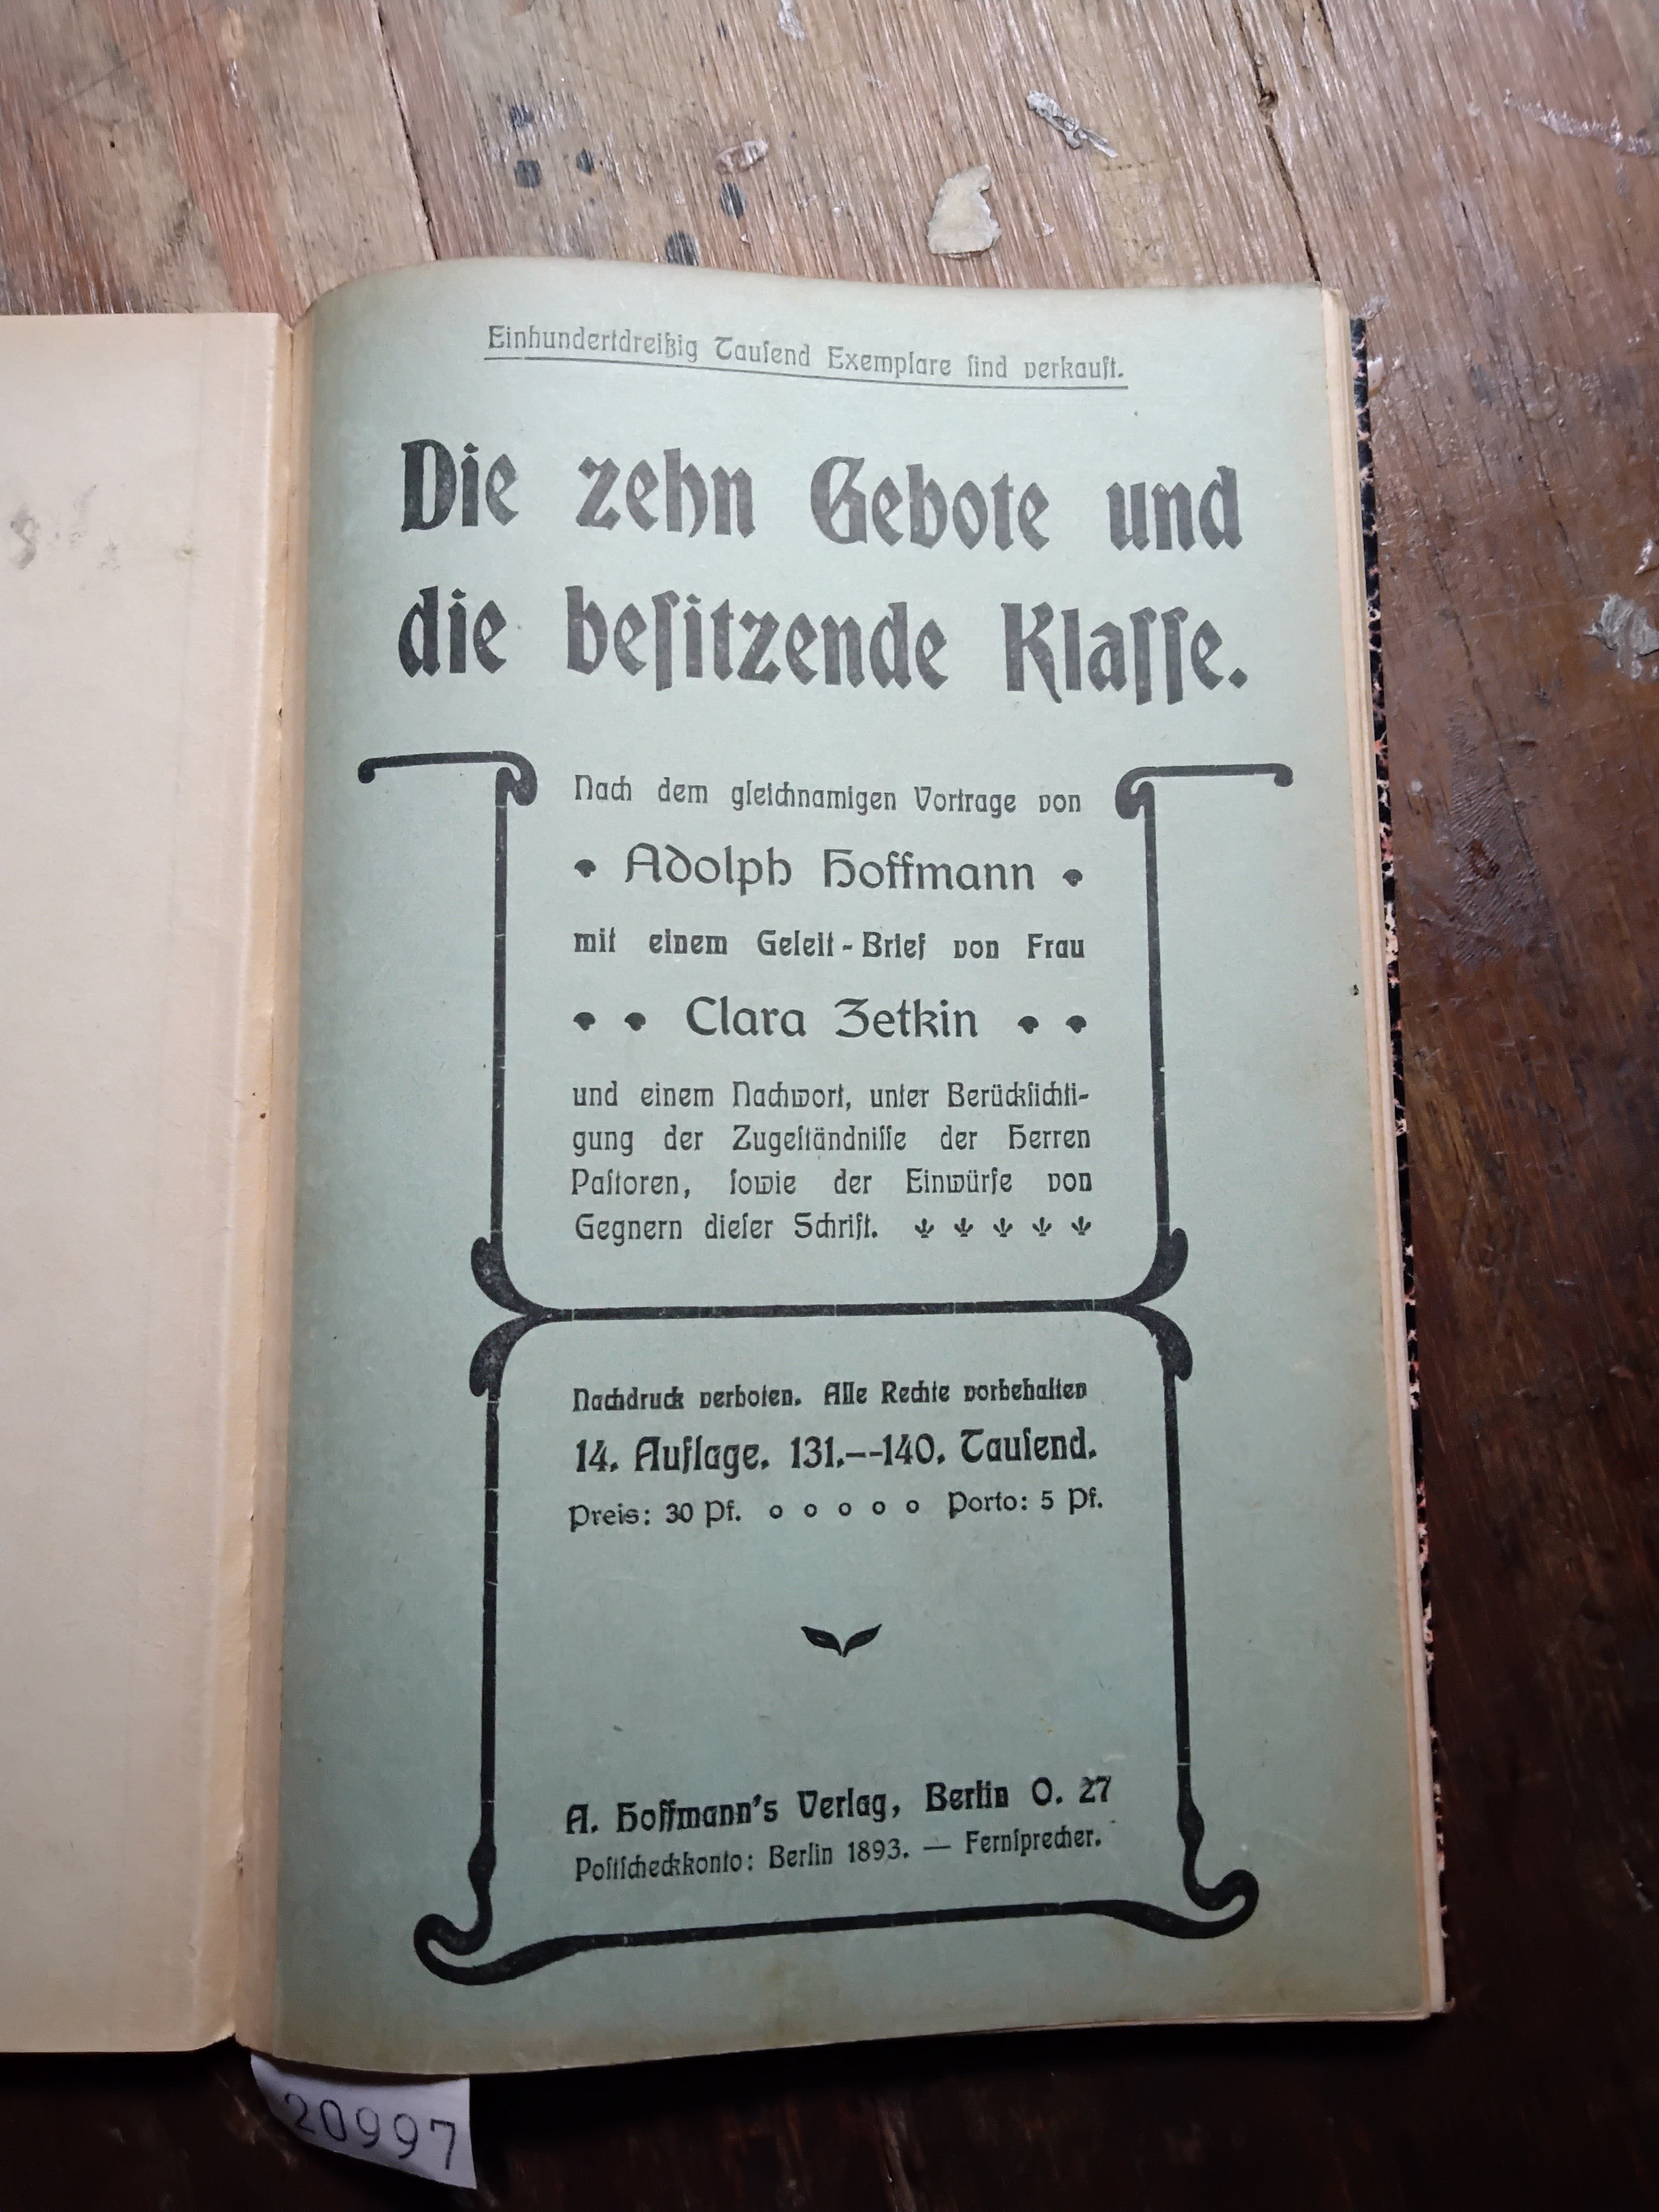 Einhundertdreißig Tauſend Exemplare ſind verkauft.
Die zehn Gebote und
die beſitzende Klaſſe.
Nach dem gleichnamigen Vortrage von
Adolph Hoffmann
mit einem Geleit-Brief von Frau
Clara Zetkin
und einem Nachwort, unter Berückſichti-
gung der Zugeſtändniſſe der Herren
Paſtoren, ſowie der Einwürfe von
Gegnern dieſer Schrift.
Nachdruck verboten. Alle Rechte vorbehalten
14. Auflage. 131.--140. Tauſend.
Preis: 30 Pf. o o o o o Porto: 5 Pf.
A. Hoffmann's Verlag, Berlin O. 27
Poſtſcheckkonto: Berlin 1893. — Fernſprecher.
20997